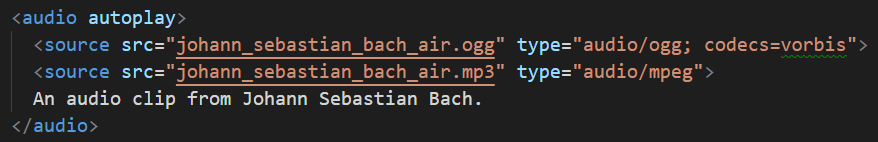 <audio autoplay>
<source src="johann_sebastian_bach_air.ogg" type="audio/ogg; codecs=vorbis">
<source src="johann_sebastian_bach_air.mp3" type="audio/mpeg">
An audio clip from Johann Sebastian Bach.
</audio>